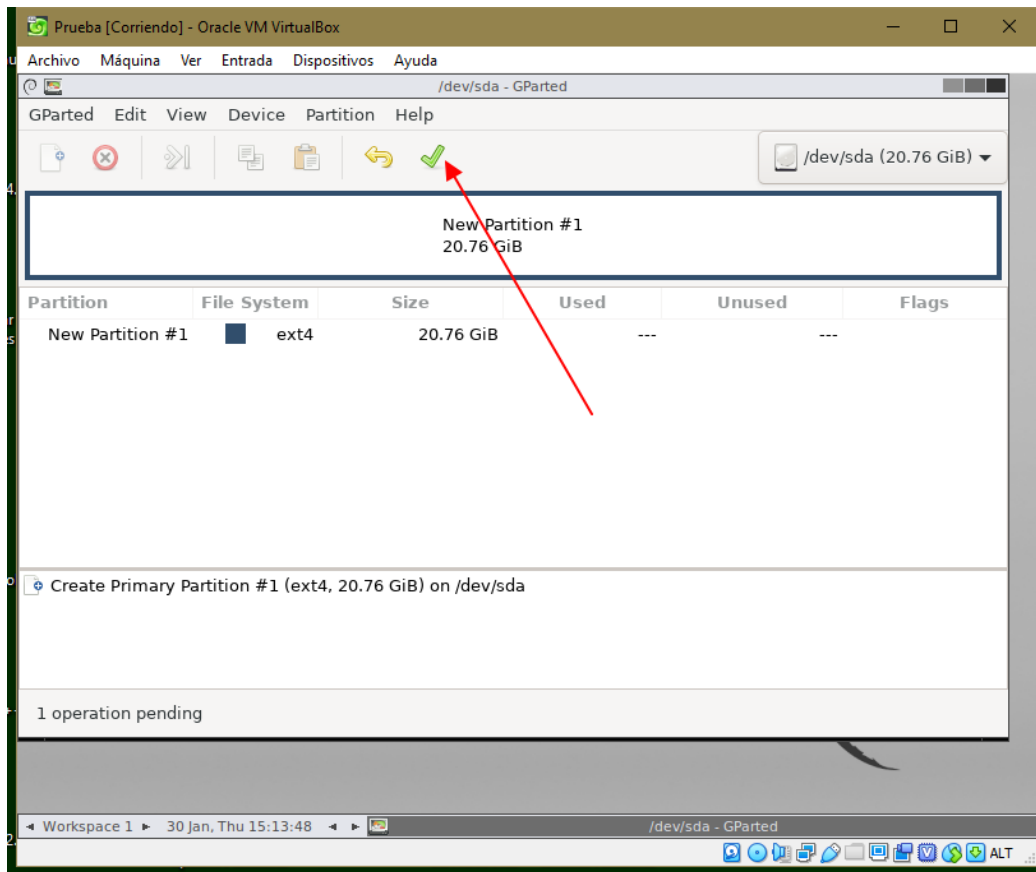 Prueba [Corriendo] - Oracle VM VirtualBox
Archivo Máquina Ver Entrada Dispositivos Ayuda
/dev/sda - GParted
GParted Edit View Device Partition Help
/dev/sda (20.76 GiB)
New Partition #1
20.76 GiB
Partition File System Size Used Unused Flags
New Partition #1 ext4 20.76 GiB --- ---
Create Primary Partition #1 (ext4, 20.76 GiB) on /dev/sda
1 operation pending
Workspace 1 30 Jan, Thu 15:13:48 /dev/sda - GParted
ALT